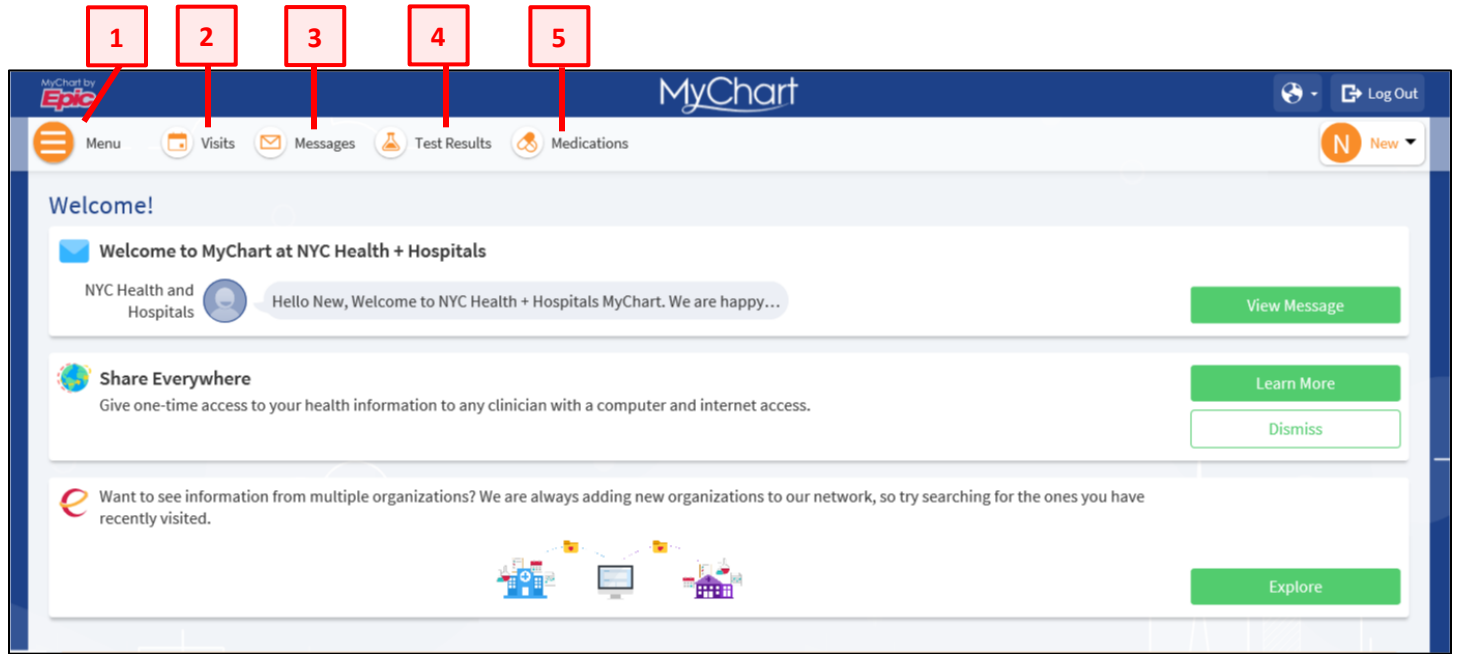 1 2 3 4 5
MyChart by
Epic
MyChart
Log Out
Menu Visits Messages Test Results Medications
N New
Welcome!
Welcome to MyChart at NYC Health + Hospitals
NYC Health and
Hospitals
Hello New, Welcome to NYC Health + Hospitals MyChart. We are happy...
View Message
Share Everywhere
Give one-time access to your health information to any clinician with a computer and internet access.
Learn More
Dismiss
Want to see information from multiple organizations? We are always adding new organizations to our network, so try searching for the ones you have
recently visited.
Explore